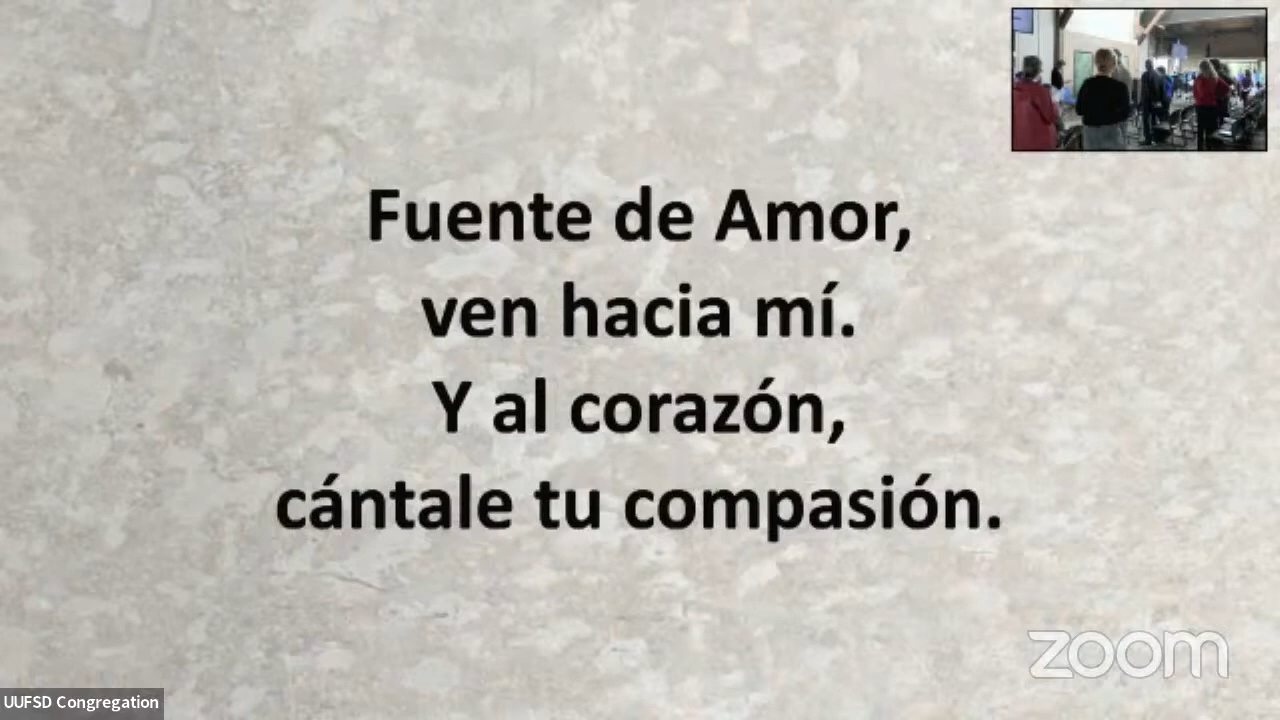 Fuente de Amor,
ven hacia mí.
Y al corazón,
cántale tu compasión.
zoom
UUFSD Congregation